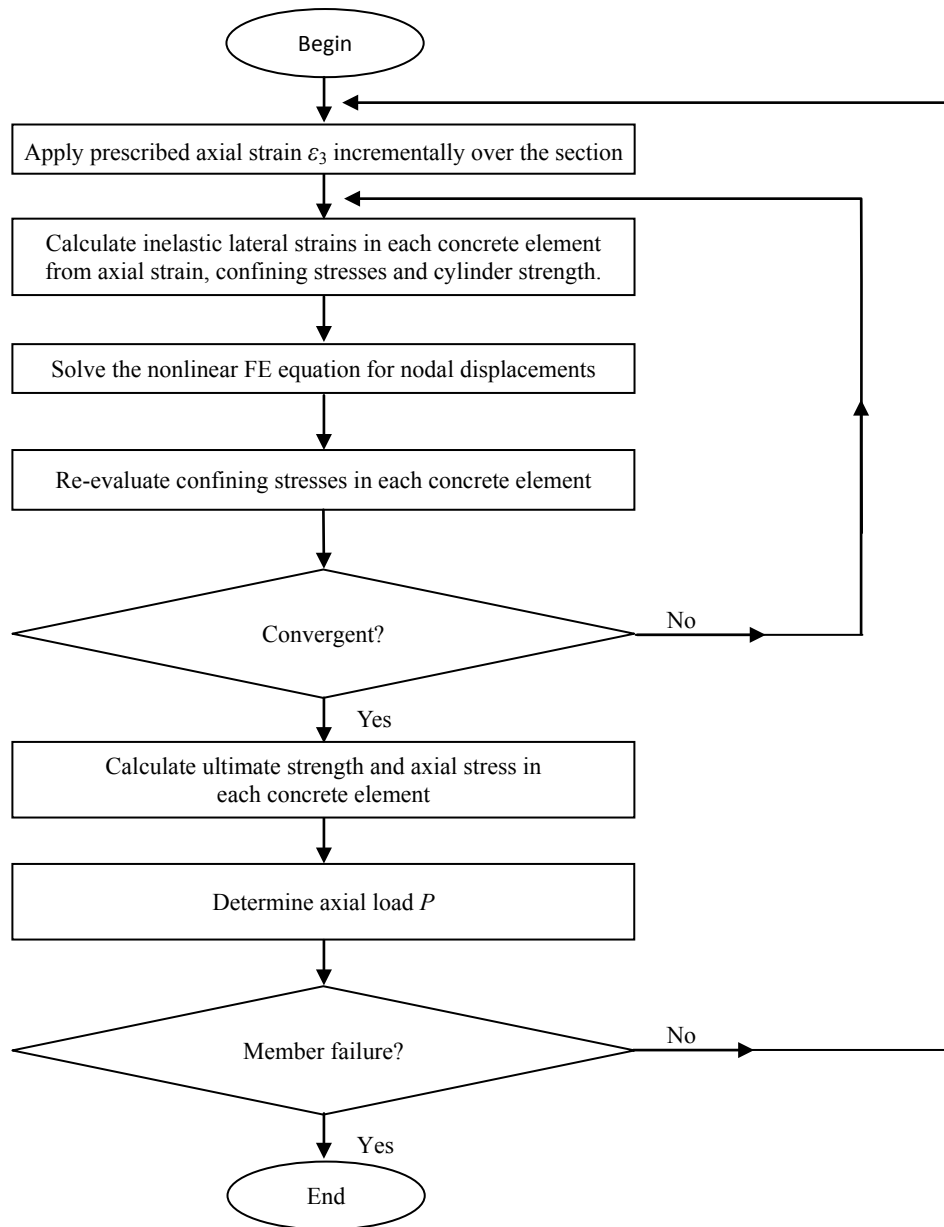 Begin
Apply prescribed axial strain ε₃ incrementally over the section
Calculate inelastic lateral strains in each concrete element
from axial strain, confining stresses and cylinder strength.
Solve the nonlinear FE equation for nodal displacements
Re-evaluate confining stresses in each concrete element
Convergent?
No
Yes
Calculate ultimate strength and axial stress in
each concrete element
Determine axial load P
Member failure?
No
Yes
End